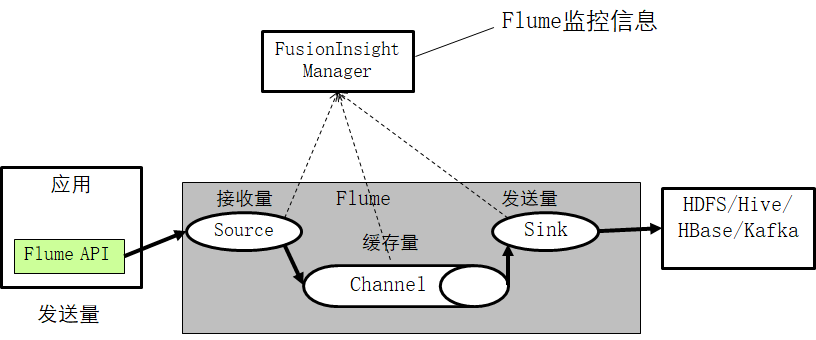 Flume监控信息
FusionInsight
Manager
应用
接收量
Flume
发送量
HDFS/Hive/
HBase/Kafka
Source
Sink
Flume API
缓存量
Channel
发送量